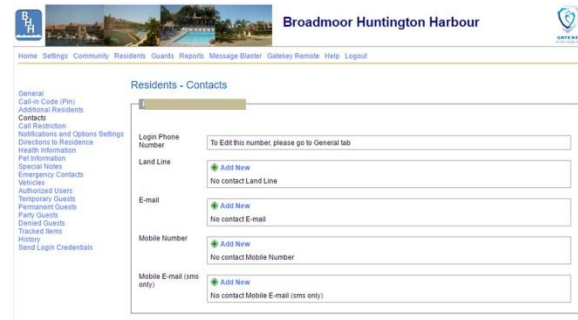 BHH
Broadmoor Huntington Harbour
Home Settings Community Residents Guards Reports Message Blaster Gatekey Remote Help Logout
Residents - Contacts
General
Call-in Code (Pin)
Additional Residents
Contacts
Call Restriction
Notifications and Options Settings
Directions to Residence
Health Information
Pet Information
Special Notes
Emergency Contacts
Vehicles
Authorized Users
Temporary Guests
Permanent Guests
Party Guests
Denied Guests
Tracked Items
History
Send Login Credentials
Login Phone Number
To Edit this number, please go to General tab
Land Line
Add New
No contact Land Line
E-mail
Add New
No contact E-mail
Mobile Number
Add New
No contact Mobile Number
Mobile E-mail (sms
only)
Add New
No contact Mobile E-mail (sms only)